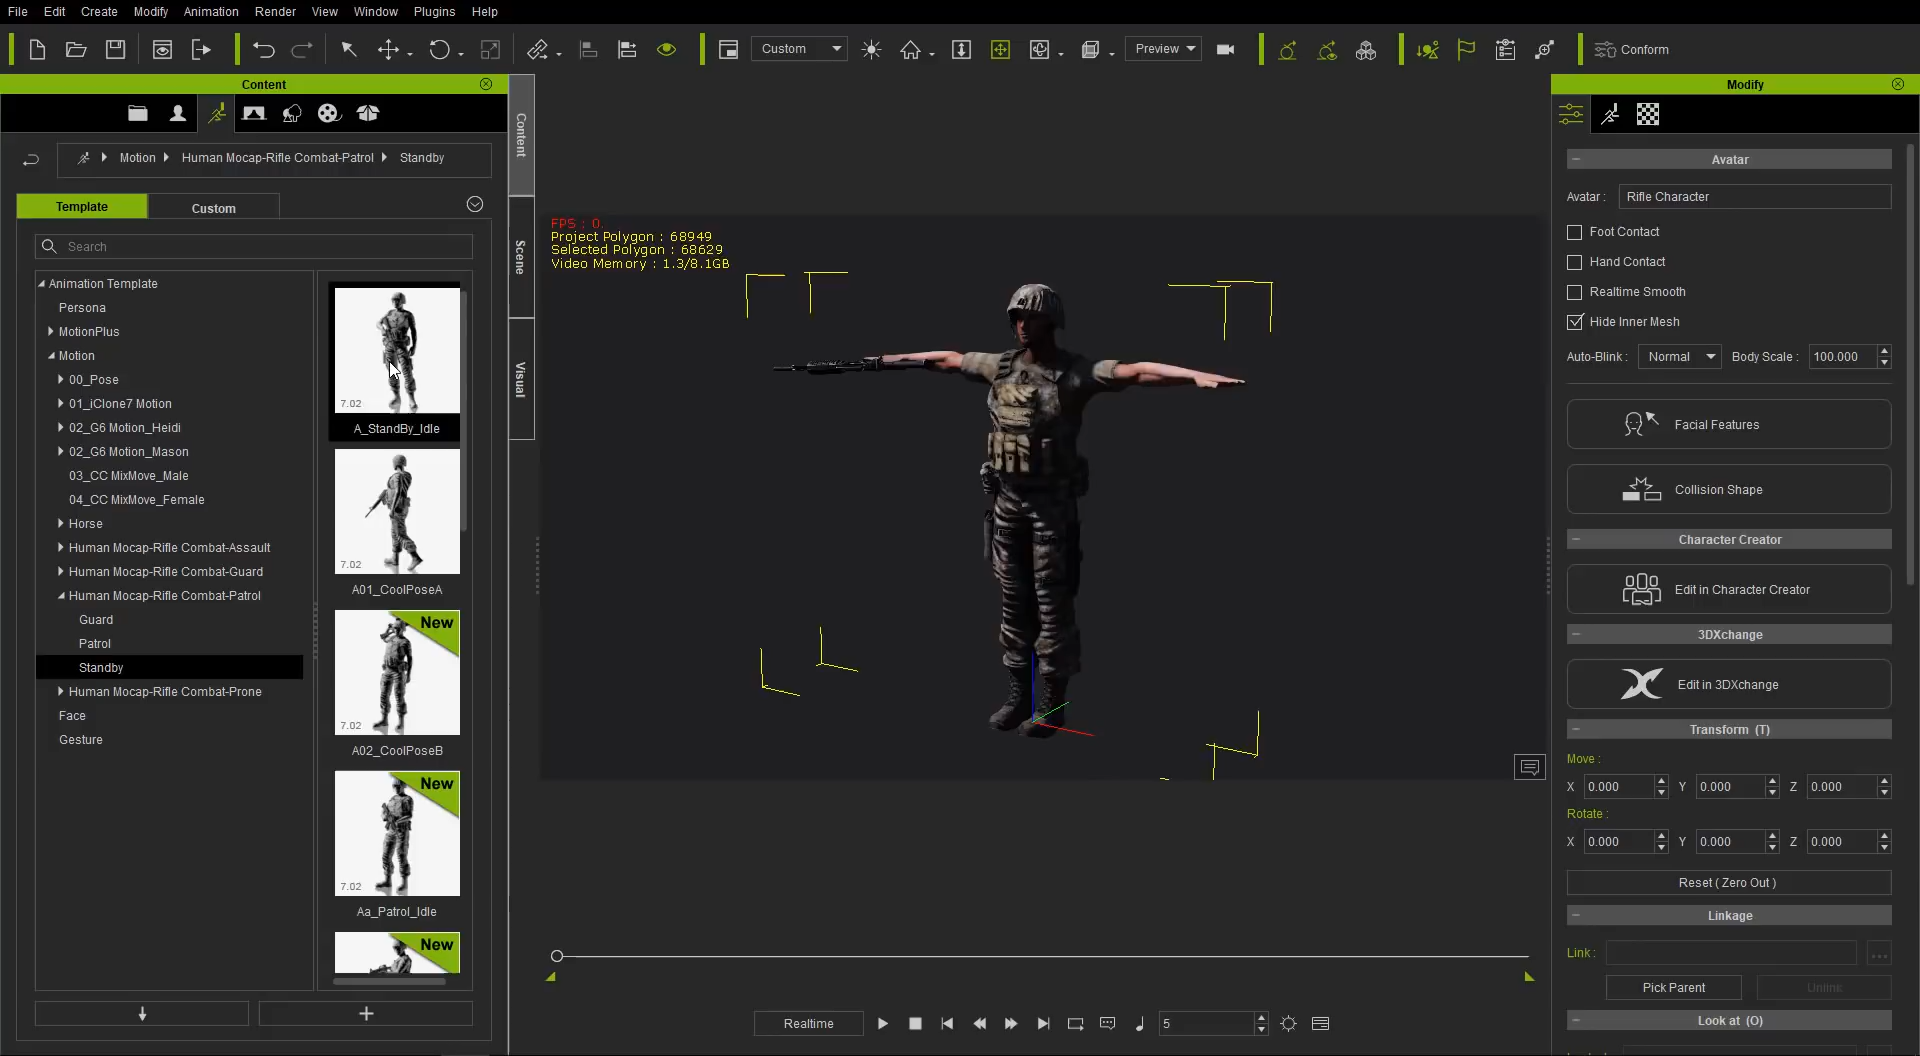 File Edit Create Modify Animation Render View Window Plugins Help
Custom
Preview
Conform
Content
Motion Human Mocap-Rifle Combat-Patrol Standby
Template
Custom
Search
Animation Template
Persona
MotionPlus
Motion
00_Pose
01_iClone7 Motion
02_G6 Motion_Heidi
02_G6 Motion_Mason
03_CC MixMove_Male
04_CC MixMove_Female
Horse
Human Mocap-Rifle Combat-Assault
Human Mocap-Rifle Combat-Guard
Human Mocap-Rifle Combat-Patrol
Guard
Patrol
Standby
Human Mocap-Rifle Combat-Prone
Face
Gesture
7.02
A_StandBy_Idle
7.02
A01_CoolPoseA
New
7.02
A02_CoolPoseB
New
7.02
Aa_Patrol_Idle
New
Content
Scene
Visual
FPS : 0
Project Polygon : 68949
Selected Polygon : 68629
Video Memory : 1.3/8.1GB
Realtime
5
Modify
Avatar
Avatar : Rifle Character
Foot Contact
Hand Contact
Realtime Smooth
Hide Inner Mesh
Auto-Blink : Normal Body Scale : 100.000
Facial Features
Collision Shape
Character Creator
Edit in Character Creator
3DXchange
Edit in 3DXchange
Transform (T)
Move :
X 0.000 Y 0.000 Z 0.000
Rotate :
X 0.000 Y 0.000 Z 0.000
Reset ( Zero Out )
Linkage
Link : ...
Pick Parent Unlink
Look at (O)